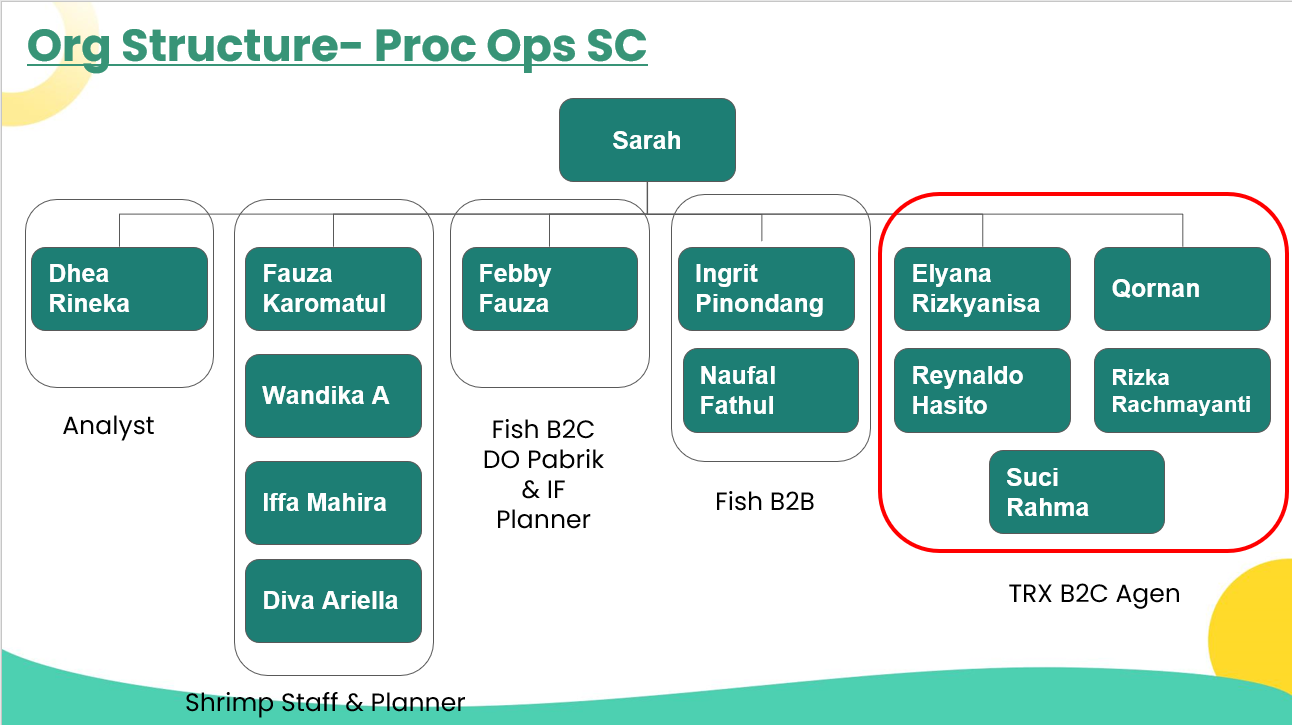 Org Structure- Proc Ops SC
Sarah
Dhea
Rineka
Fauza
Karomatul
Febby
Fauza
Ingrit
Pinondang
Elyana
Rizkyanisa
Qornan
Wandika A
Naufal
Fathul
Reynaldo
Hasito
Rizka
Rachmayanti
Analyst
Fish B2C
DO Pabrik
& IF
Planner
Iffa Mahira
Fish B2B
Suci
Rahma
Diva Ariella
TRX B2C Agen
Shrimp Staff & Planner